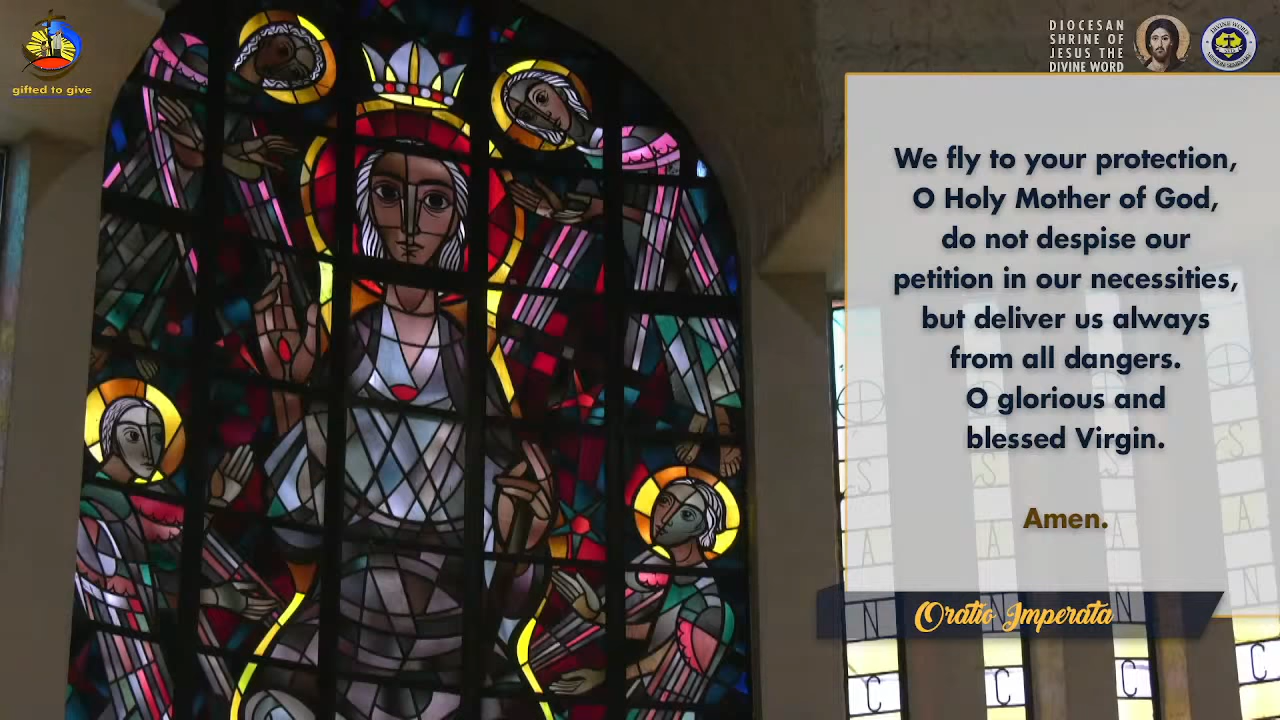 gifted to give
DIOCESAN
SHRINE OF
JESUS THE
DIVINE WORD
We fly to your protection,
O Holy Mother of God,
do not despise our
petition in our necessities,
but deliver us always
from all dangers.
O glorious and
blessed Virgin.
Amen.
Oratio Imperata
S
S
S
S
A
A
A
A
N
N
N
N
C
C
C
C